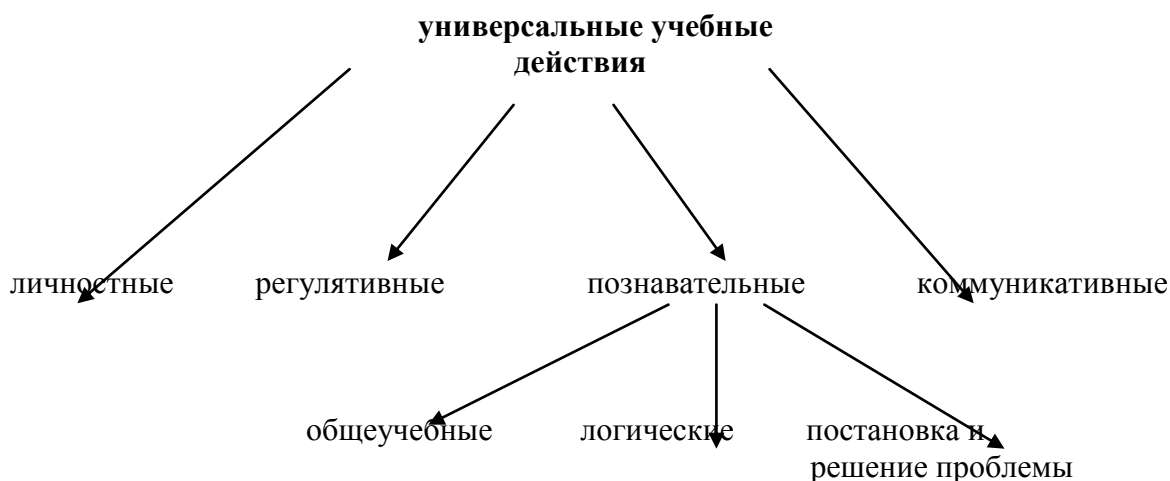 универсальные учебные
действия
личностные регулятивные познавательные коммуникативные
общеучебные логические постановка и
решение проблемы